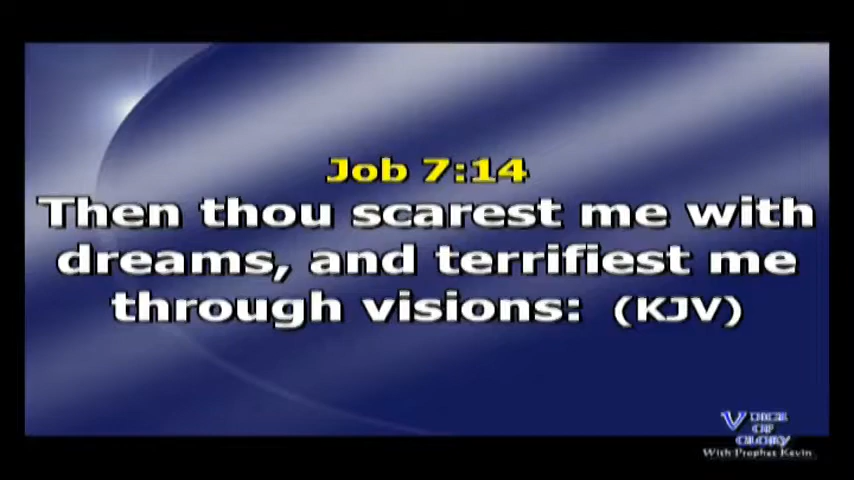 Job 7:14
Then thou scarest me with
dreams, and terrifiest me
through visions: (KJV)
VOICE
OF
GLORY
With Prophet Kevin